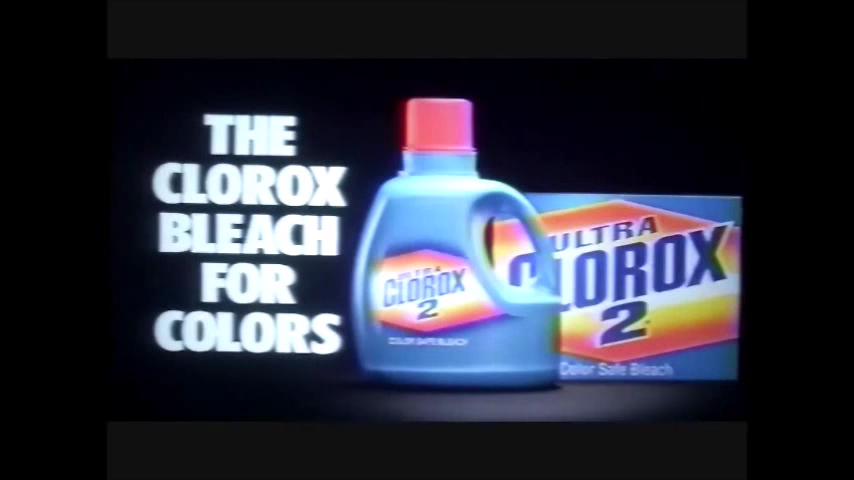 THE
CLOROX
BLEACH
FOR
COLORS
ULTRA
CLOROX
2
COLOR SAFE BLEACH
ULTRA
CLOROX
2
Color Safe Bleach